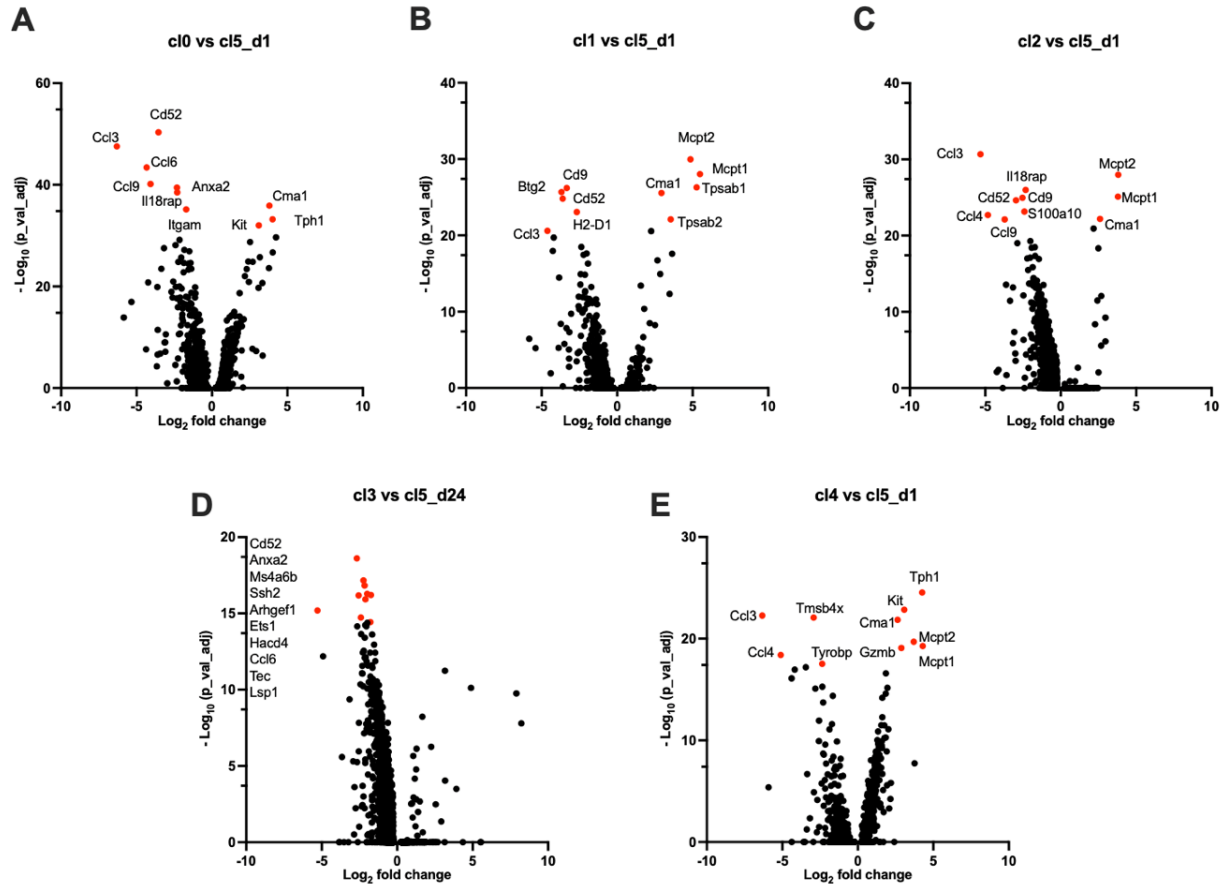 A
cl0 vs cl5_d1
60
40
20
0
-10
-5
0
5
10
- Log10 (p_val_adj)
Log2 fold change
Cd52
Ccl3
Ccl6
Ccl9
Anxa2
Il18rap
Itgam
Cma1
Kit
Tph1
B
cl1 vs cl5_d1
40
30
20
10
0
-10
-5
0
5
10
- Log10 (p_val_adj)
Log2 fold change
Mcpt2
Mcpt1
Cd9
Btg2
Cma1
Tpsab1
Cd52
H2-D1
Tpsab2
Ccl3
C
cl2 vs cl5_d1
40
30
20
10
0
-10
-5
0
5
10
- Log10 (p_val_adj)
Log2 fold change
Ccl3
Mcpt2
Il18rap
Cd52
Cd9
Mcpt1
Ccl4
S100a10
Ccl9
Cma1
D
cl3 vs cl5_d24
20
15
10
5
0
-10
-5
0
5
10
- Log10 (p_val_adj)
Log2 fold change
Cd52
Anxa2
Ms4a6b
Ssh2
Arhgef1
Ets1
Hacd4
Ccl6
Tec
Lsp1
E
cl4 vs cl5_d1
30
20
10
0
-10
-5
0
5
10
- Log10 (p_val_adj)
Log2 fold change
Tph1
Kit
Ccl3
Tmsb4x
Cma1
Mcpt2
Ccl4
Tyrobp
Gzmb
Mcpt1